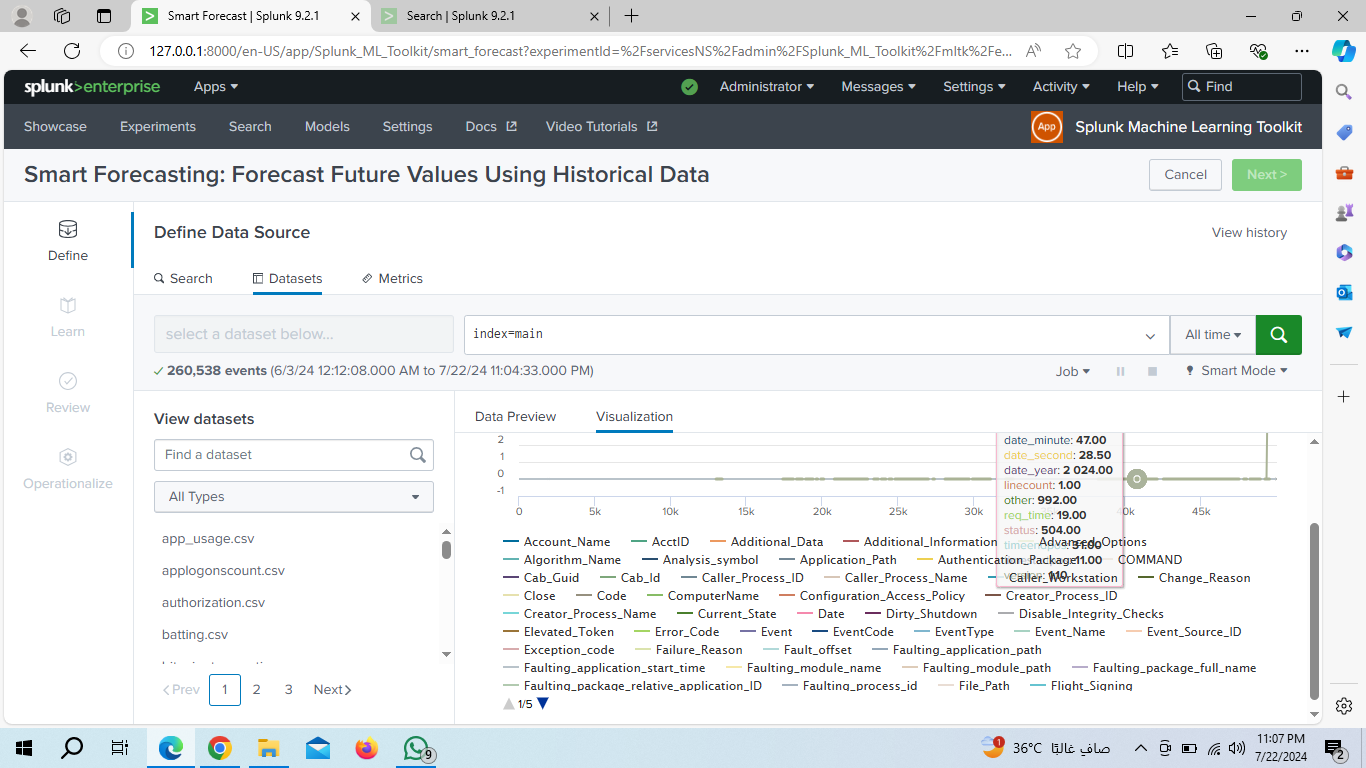 Smart Forecast | Splunk 9.2.1
Search | Splunk 9.2.1
127.0.0.1:8000/en-US/app/Splunk_ML_Toolkit/smart_forecast?experimentId=%2FservicesNS%2Fadmin%2FSplunk_ML_Toolkit%2Fmltk%2Fe...
splunk>enterprise Apps Administrator Messages Settings Activity Help Find
Showcase Experiments Search Models Settings Docs Video Tutorials App Splunk Machine Learning Toolkit
Smart Forecasting: Forecast Future Values Using Historical Data Cancel Next >
Define
Learn
Review
Operationalize
Define Data Source View history
Search Datasets Metrics
select a dataset below... index=main All time
260,538 events (6/3/24 12:12:08.000 AM to 7/22/24 11:04:33.000 PM) Job Smart Mode
View datasets
Find a dataset
All Types
app_usage.csv
applogonscount.csv
authorization.csv
batting.csv
<Prev 1 2 3 Next>
Data Preview Visualization
2
1
0
-1
0 5k 10k 15k 20k 25k 30k 40k 45k
date_minute: 47.00
date_second: 28.50
date_year: 2 024.00
linecount: 1.00
other: 992.00
req_time: 19.00
status: 504.00
Account_Name AcctID Additional_Data Additional_Information Advanced_Options
Algorithm_Name Analysis_symbol Application_Path Authentication_Package COMMAND
Cab_Guid Cab_Id Caller_Process_ID Caller_Process_Name Caller_Workstation Change_Reason
Close Code ComputerName Configuration_Access_Policy Creator_Process_ID
Creator_Process_Name Current_State Date Dirty_Shutdown Disable_Integrity_Checks
Elevated_Token Error_Code Event EventCode EventType Event_Name Event_Source_ID
Exception_code Failure_Reason Fault_offset Faulting_application_path
Faulting_application_start_time Faulting_module_name Faulting_module_path Faulting_package_full_name
Faulting_package_relative_application_ID Faulting_process_id File_Path Flight_Signing
1/5
9
1
36°C صافٍ غالبًا
11:07 PM
7/22/2024
2